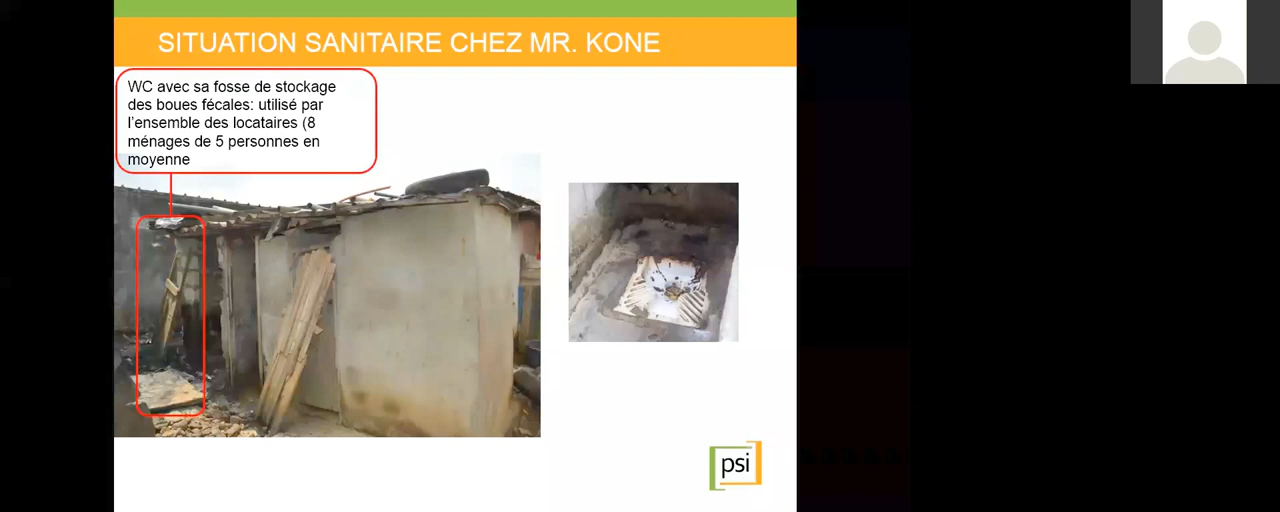 SITUATION SANITAIRE CHEZ MR. KONE
WC avec sa fosse de stockage
des boues fécales: utilisé par
l'ensemble des locataires (8
ménages de 5 personnes en
moyenne
psi